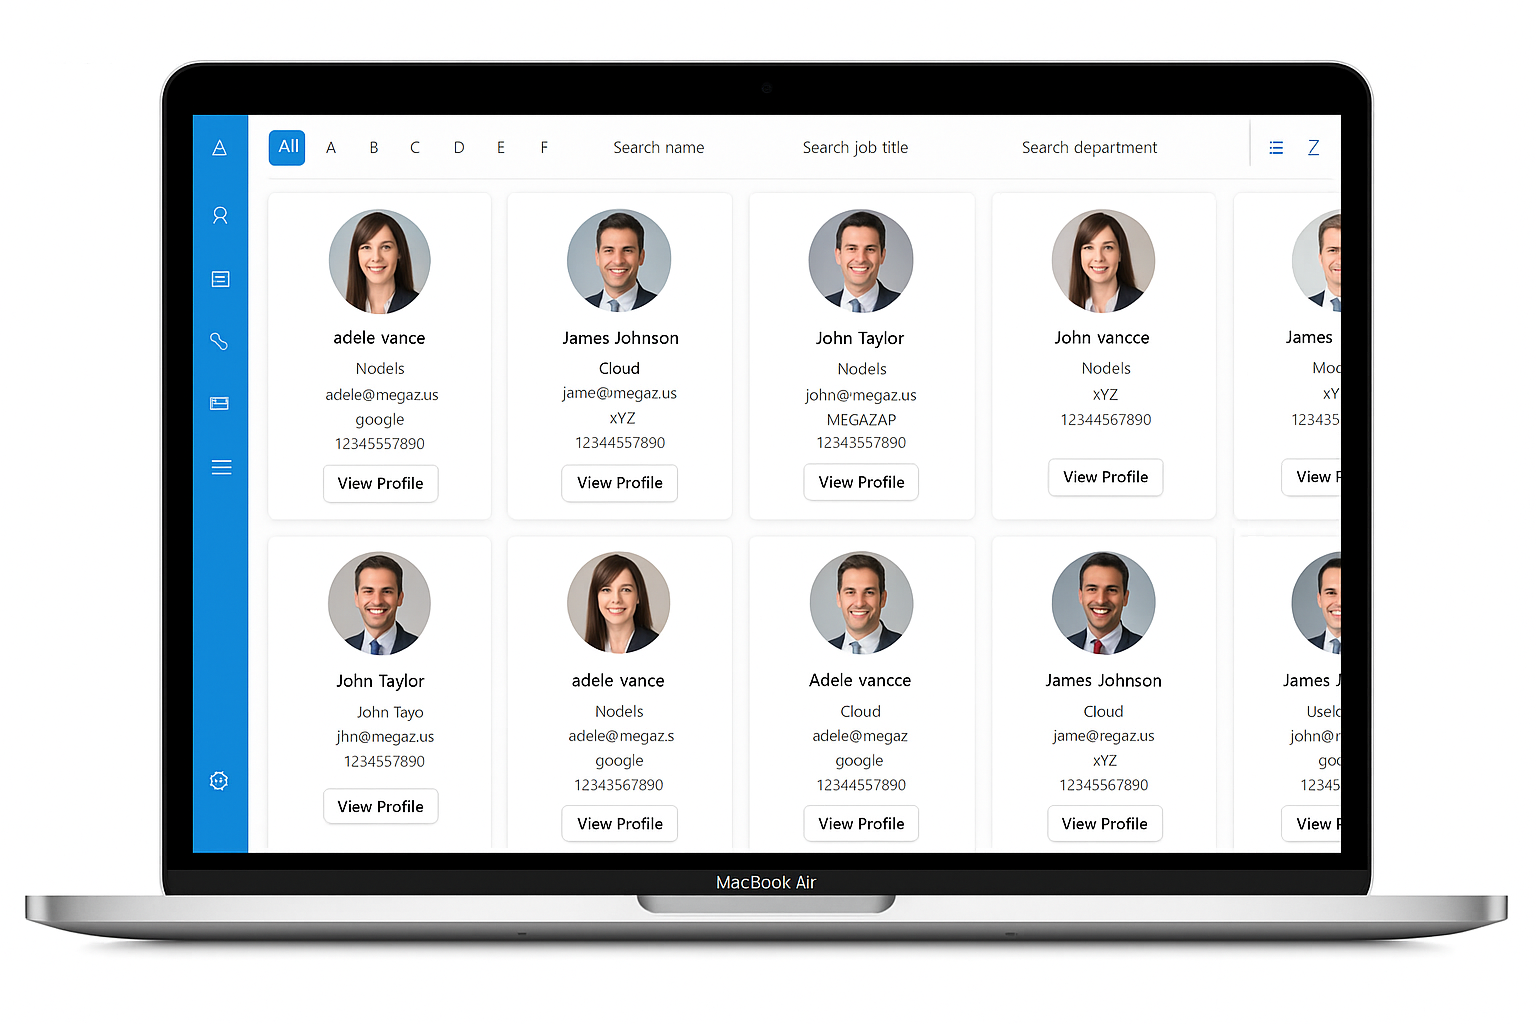 All A B C D E F Search name Search job title Search department Z
adele vance
Nodels
adele@megaz.us
google
12345557890
View Profile
James Johnson
Cloud
jame@megaz.us
xYZ
12344557890
View Profile
John Taylor
Nodels
john@megaz.us
MEGAZAP
12343557890
View Profile
John vancce
Nodels
xYZ
12344567890
View Profile
James
Moc
xY
123435
View
John Taylor
John Tayo
jhn@megaz.us
1234557890
View Profile
adele vance
Nodels
adele@megaz.s
google
12343567890
View Profile
Adele vancce
Cloud
adele@megaz
google
12344557890
View Profile
James Johnson
Cloud
jame@regaz.us
xYZ
12345567890
View Profile
James J
Uselc
john@r
goc
12345
View
MacBook Air